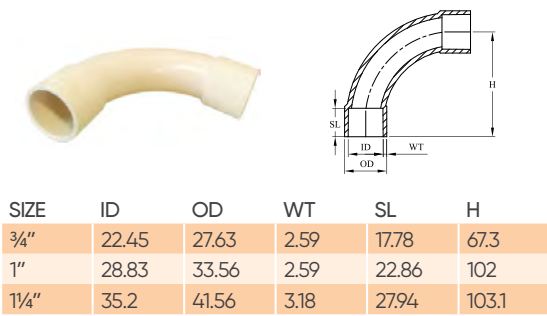 H
SL
ID
WT
OD
SIZE ID OD WT SL H
¾″ 22.45 27.63 2.59 17.78 67.3
1″ 28.83 33.56 2.59 22.86 102
1¼″ 35.2 41.56 3.18 27.94 103.1